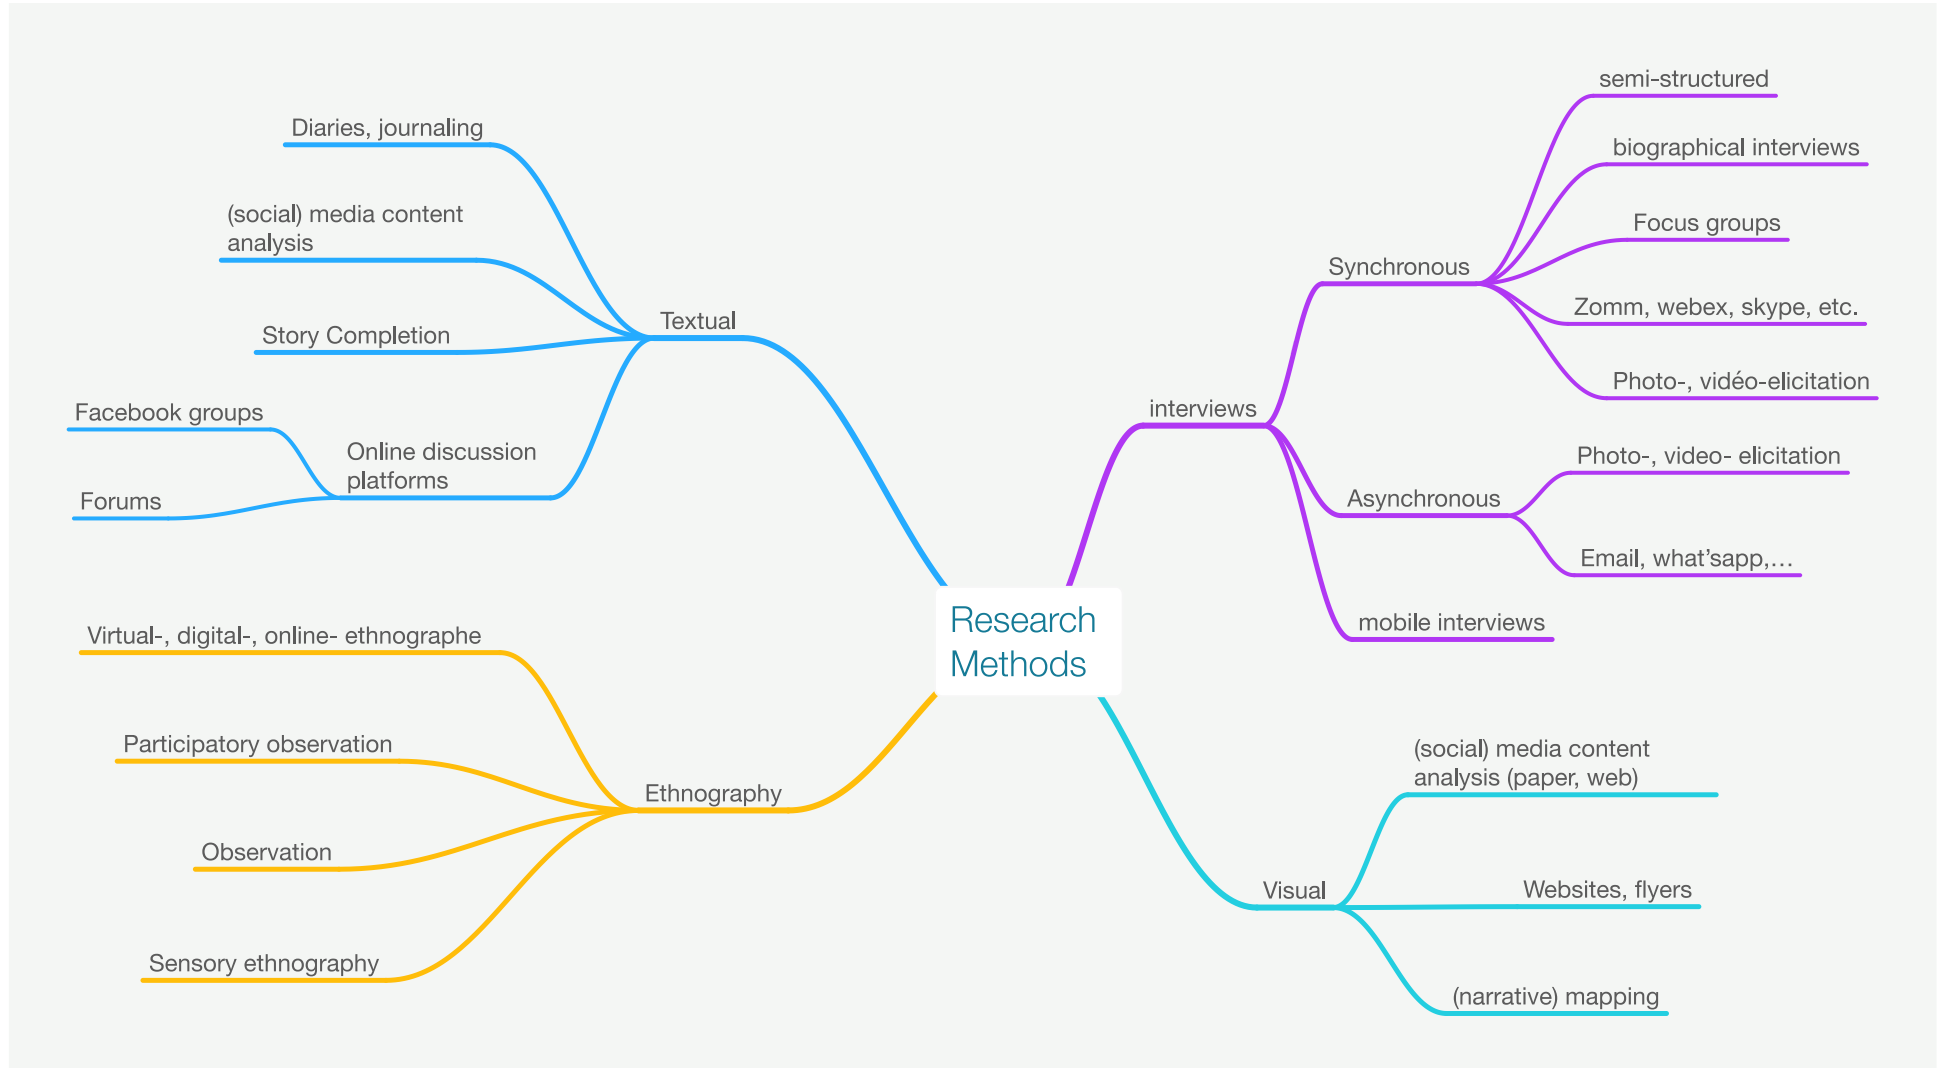 Research
Methods
Textual
Diaries, journaling
(social) media content
analysis
Story Completion
Online discussion
platforms
Facebook groups
Forums
Ethnography
Virtual-, digital-, online- ethnographe
Participatory observation
Observation
Sensory ethnography
interviews
Synchronous
semi-structured
biographical interviews
Focus groups
Zomm, webex, skype, etc.
Photo-, vidéo-elicitation
Asynchronous
Photo-, video- elicitation
Email, what’sapp,…
mobile interviews
Visual
(social) media content
analysis (paper, web)
Websites, flyers
(narrative) mapping